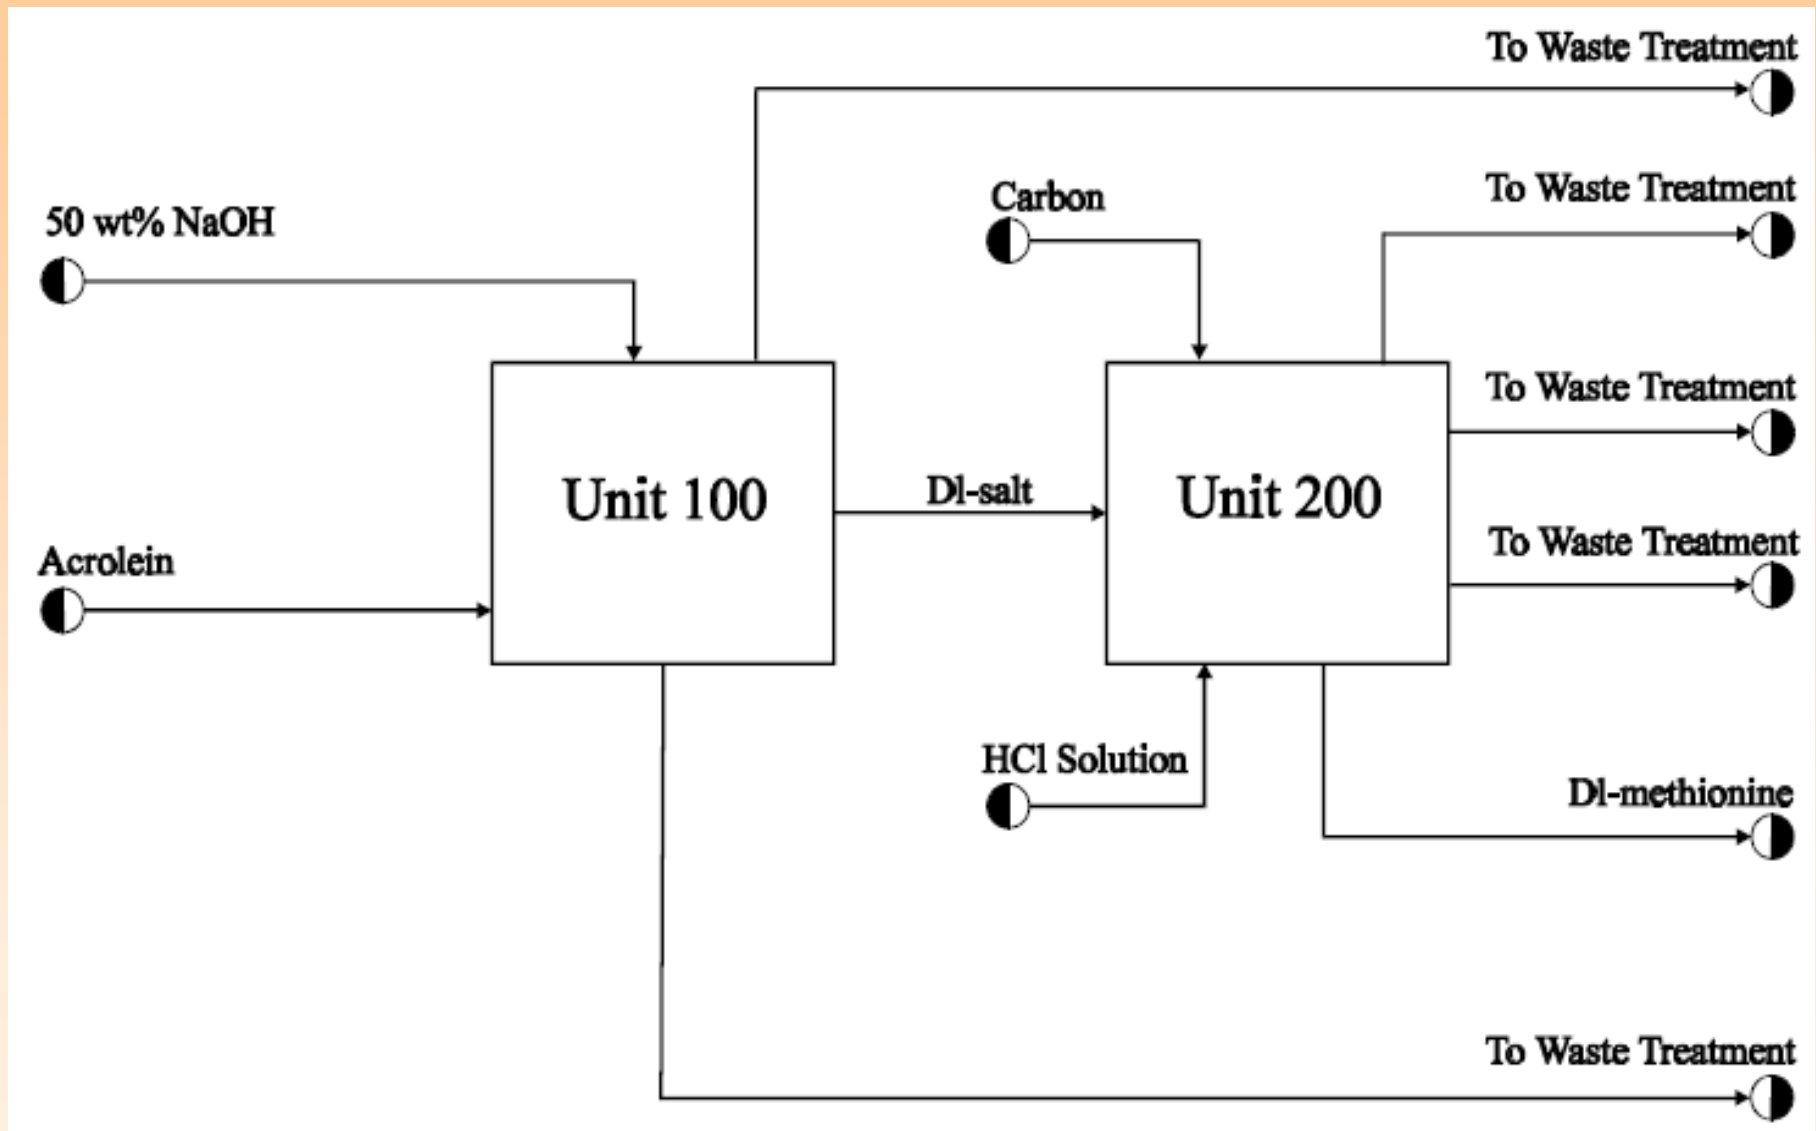 To Waste Treatment
To Waste Treatment
Carbon
50 wt% NaOH
To Waste Treatment
Unit 100
Dl-salt
Unit 200
To Waste Treatment
Acrolein
HCl Solution
Dl-methionine
To Waste Treatment